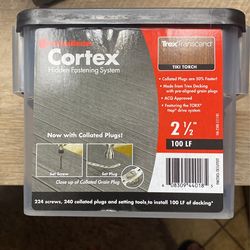 Cortex
Hidden Fastening System
Trex Transcend
TIKI TORCH
• Collated Plugs are 50% Faster!
• Made from Trex Decking
with pre-aligned grain plugs
• ACQ Approved
• Featuring the TORX®
ttap® drive system
Now with Collated Plugs!
2 ½"
100 LF
Set Screw
Set Plug
Close up of Collated Grain Plug
224 screws, 240 collated plugs and setting tools, to install 100 LF of decking*